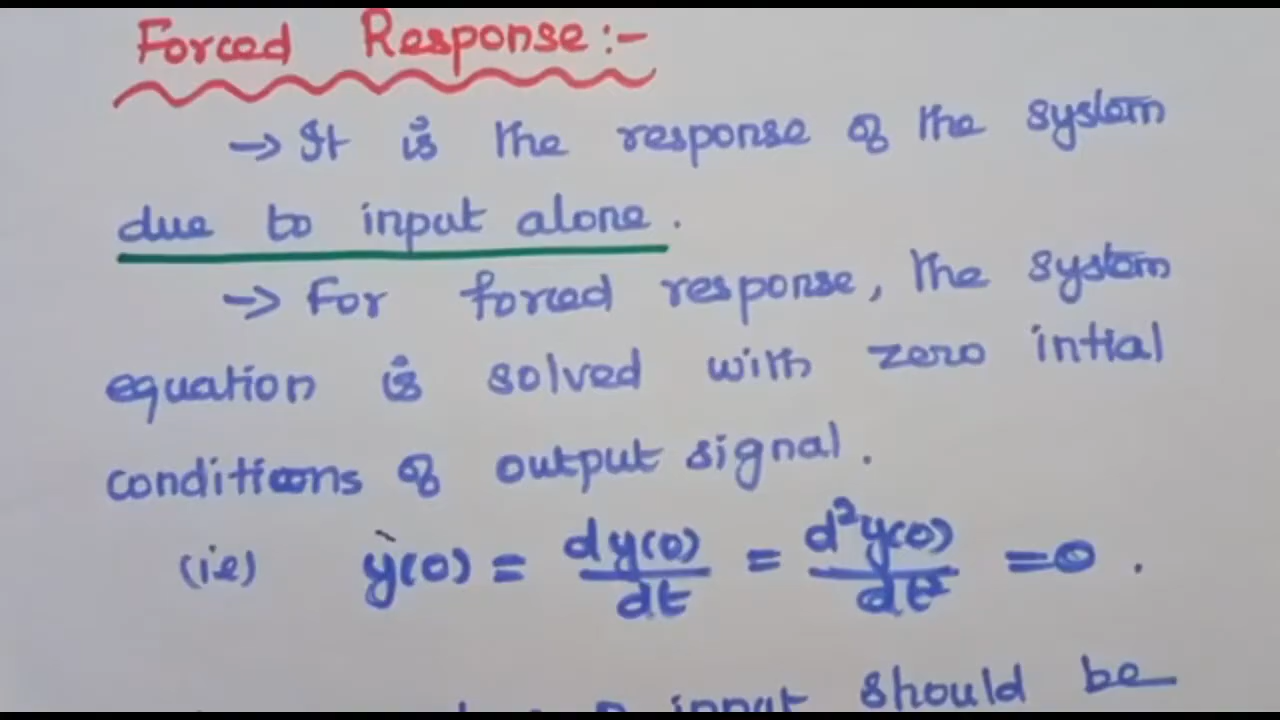 Forced Response:-
→ It is the response of the system
due to input alone.
→ For forced response, the system
equation is solved with zero intial
conditions of output signal.
(ie) y(0) = dy(0)/dt = d²y(0)/dt² = 0.
input should be